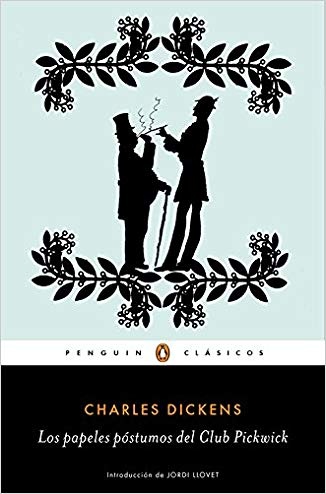 PENGUIN CLÁSICOS
CHARLES DICKENS
Los papeles póstumos del Club Pickwick
Introducción de JORDI LLOVET